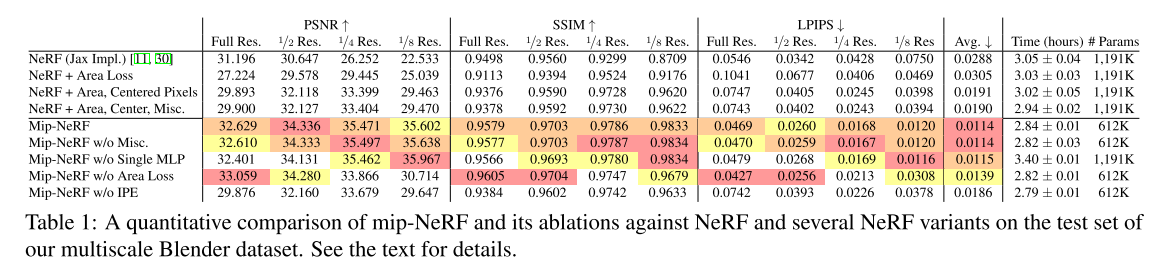 PSNR ↑ SSIM ↑ LPIPS ↓
Full Res. 1/2 Res. 1/4 Res. 1/8 Res. Full Res. 1/2 Res. 1/4 Res. 1/8 Res. Full Res. 1/2 Res. 1/4 Res. 1/8 Res Avg. ↓ Time (hours) # Params
NeRF (Jax Impl.) [11, 30] 31.196 30.647 26.252 22.533 0.9498 0.9560 0.9299 0.8709 0.0546 0.0342 0.0428 0.0750 0.0288 3.05 ± 0.04 1,191K
NeRF + Area Loss 27.224 29.578 29.445 25.039 0.9113 0.9394 0.9524 0.9176 0.1041 0.0677 0.0406 0.0469 0.0305 3.03 ± 0.03 1,191K
NeRF + Area, Centered Pixels 29.893 32.118 33.399 29.463 0.9376 0.9590 0.9728 0.9620 0.0747 0.0405 0.0245 0.0398 0.0191 3.02 ± 0.05 1,191K
NeRF + Area, Center, Misc. 29.900 32.127 33.404 29.470 0.9378 0.9592 0.9730 0.9622 0.0743 0.0402 0.0243 0.0394 0.0190 2.94 ± 0.02 1,191K
Mip-NeRF 32.629 34.336 35.471 35.602 0.9579 0.9703 0.9786 0.9833 0.0469 0.0260 0.0168 0.0120 0.0114 2.84 ± 0.01 612K
Mip-NeRF w/o Misc. 32.610 34.333 35.497 35.638 0.9577 0.9703 0.9787 0.9834 0.0470 0.0259 0.0167 0.0120 0.0114 2.82 ± 0.03 612K
Mip-NeRF w/o Single MLP 32.401 34.131 35.462 35.967 0.9566 0.9693 0.9780 0.9834 0.0479 0.0268 0.0169 0.0116 0.0115 3.40 ± 0.01 1,191K
Mip-NeRF w/o Area Loss 33.059 34.280 33.866 30.714 0.9605 0.9704 0.9747 0.9679 0.0427 0.0256 0.0213 0.0308 0.0139 2.82 ± 0.01 612K
Mip-NeRF w/o IPE 29.876 32.160 33.679 29.647 0.9384 0.9602 0.9742 0.9633 0.0742 0.0393 0.0226 0.0378 0.0186 2.79 ± 0.01 612K
Table 1: A quantitative comparison of mip-NeRF and its ablations against NeRF and several NeRF variants on the test set of
our multiscale Blender dataset. See the text for details.